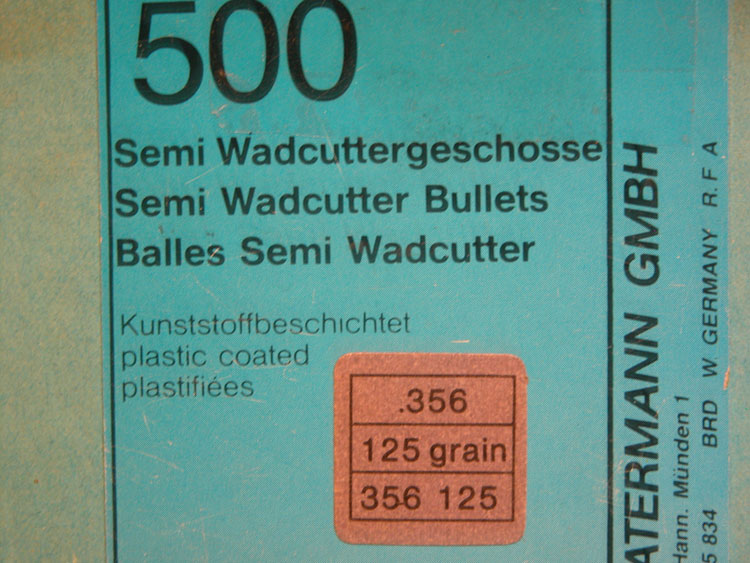 500
Semi Wadcuttergeschosse
Semi Wadcutter Bullets
Balles Semi Wadcutter
Kunststoffbeschichtet
plastic coated
plastifiées
.356
125 grain
356 125
ATERMANN GMBH
Hann. Münden 1
5 834 BRD W GERMANY R.F A